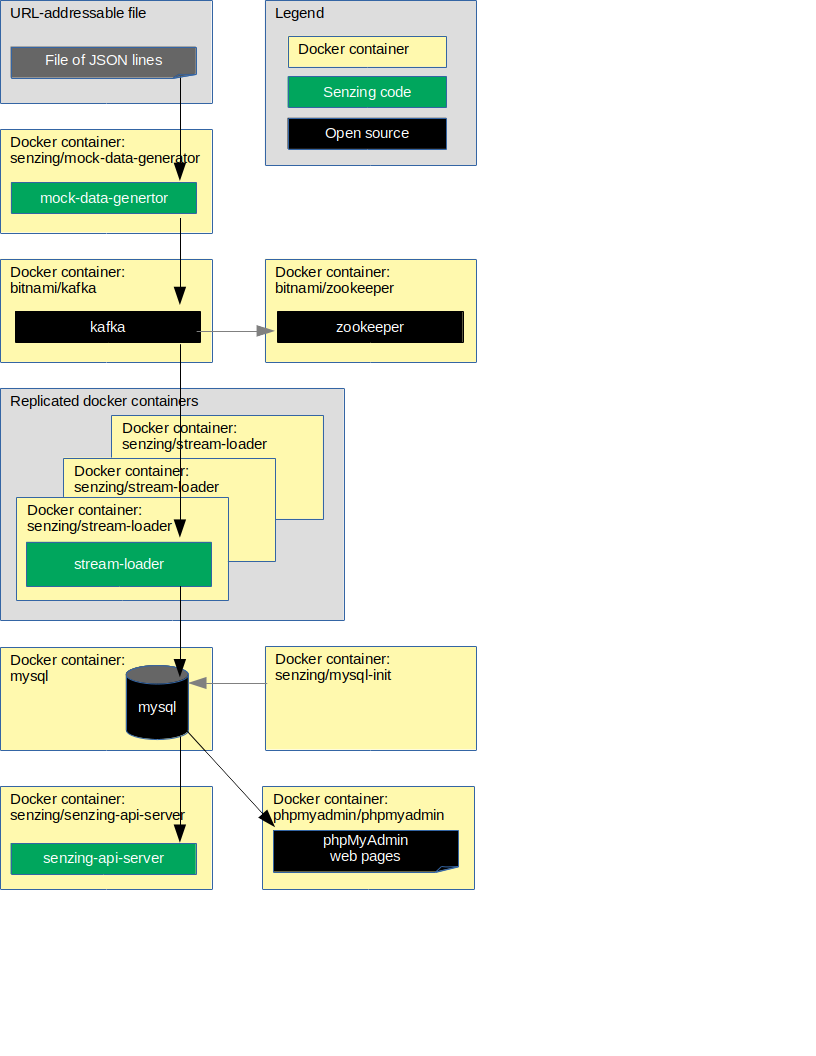 URL-addressable file
File of JSON lines
Legend
Docker container
Senzing code
Open source
Docker container:
senzing/mock-data-generator
mock-data-genertor
Docker container:
bitnami/kafka
kafka
Docker container:
bitnami/zookeeper
zookeeper
Replicated docker containers
Docker container:
senzing/stream-loader
Docker container:
senzing/stream-loader
Docker container:
senzing/stream-loader
stream-loader
Docker container:
mysql
mysql
Docker container:
senzing/mysql-init
Docker container:
senzing/senzing-api-server
senzing-api-server
Docker container:
phpmyadmin/phpmyadmin
phpMyAdmin
web pages